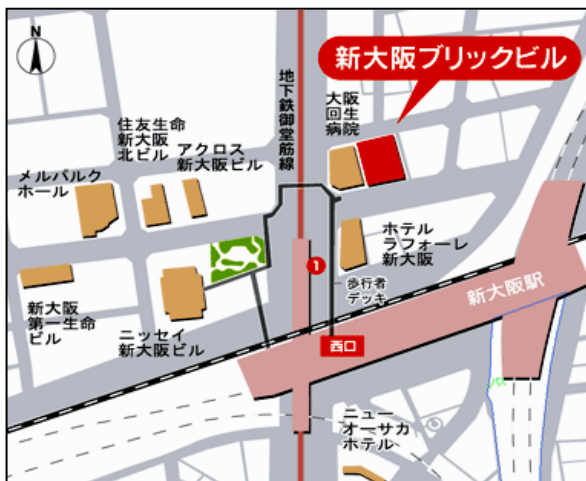 N
新大阪ブリックビル
地下鉄御堂筋線
大阪
回生
病院
住友生命
新大阪
北ビル
アクロス
新大阪ビル
メルパルク
ホール
ホテル
ラフォーレ
新大阪
1
歩行者
デッキ
新大阪駅
新大阪
第一生命
ビル
ニッセイ
新大阪ビル
西口
ニュー
オーサカ
ホテル